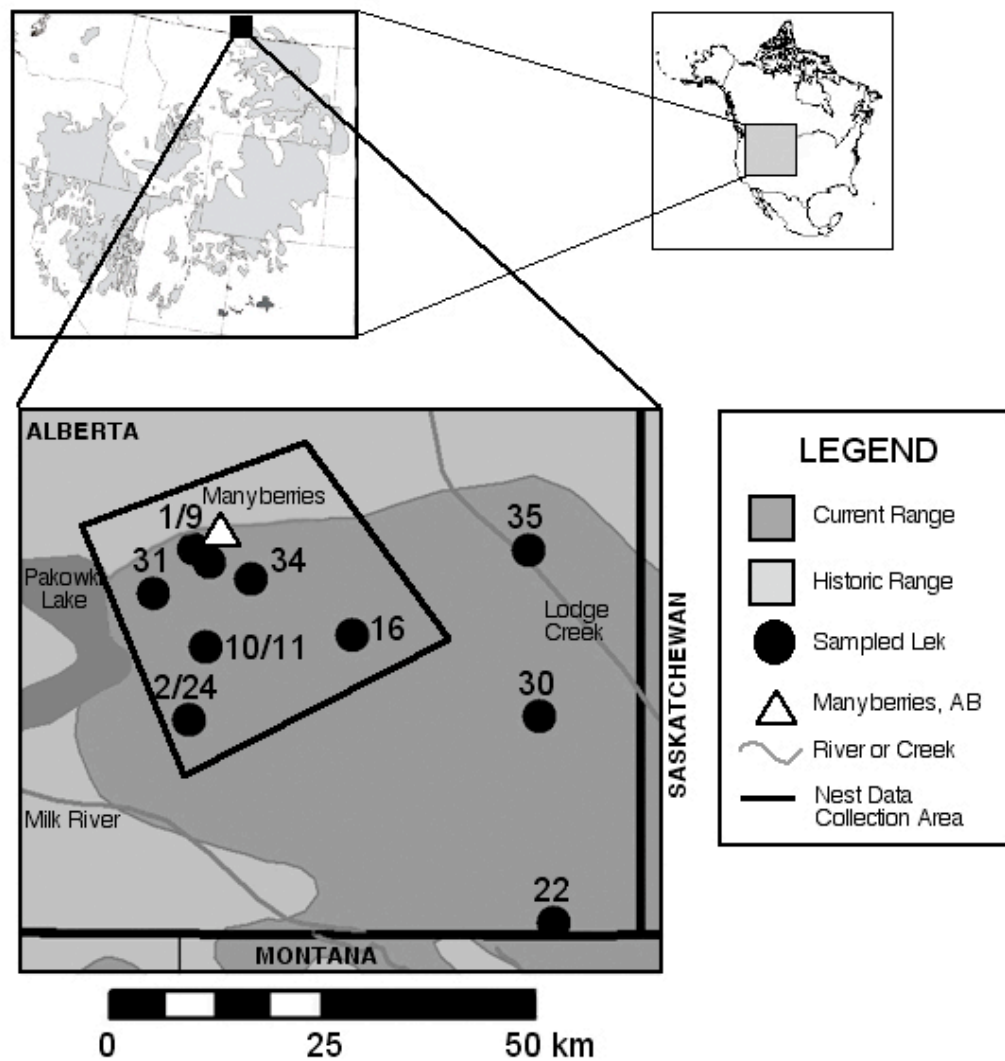 ALBERTA
Manyberries
1/9
31
34
35
Pakowki
Lake
Lodge
Creek
10/11
16
2/24
30
SASKATCHEWAN
Milk River
22
MONTANA
0
25
50 km
LEGEND
Current Range
Historic Range
Sampled Lek
Manyberries, AB
River or Creek
Nest Data
Collection Area